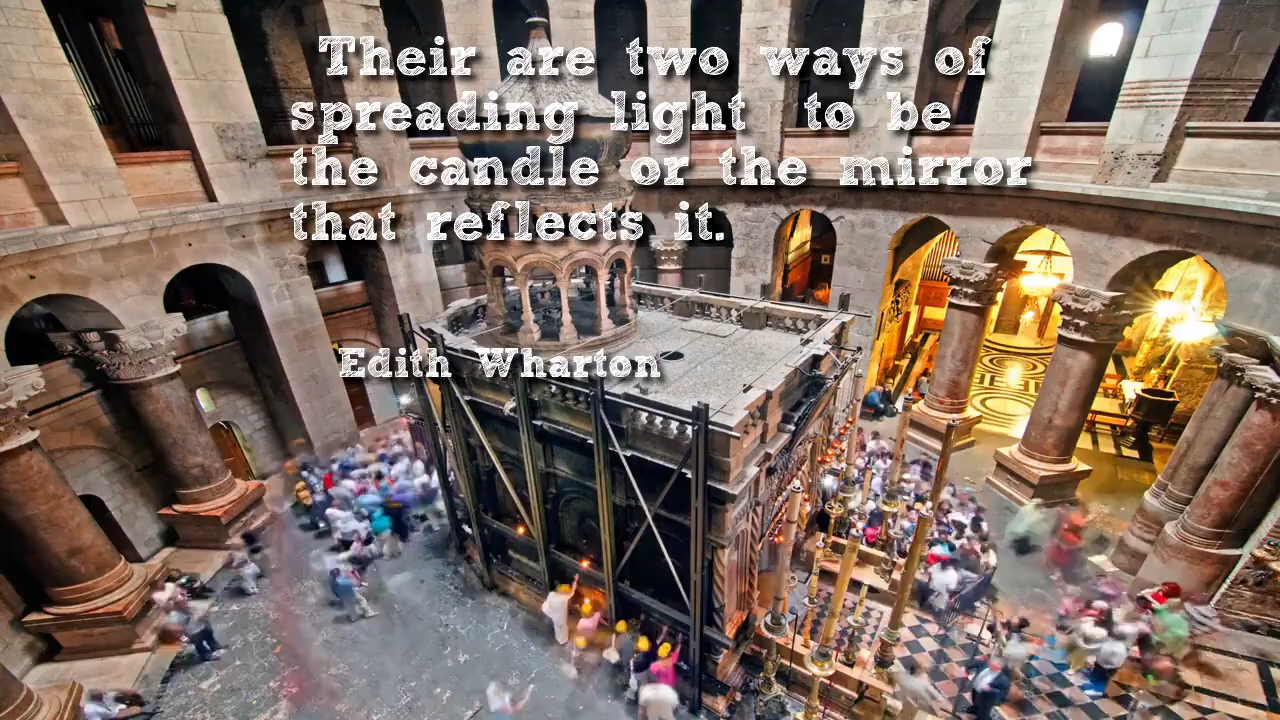 Their are two ways of
spreading light to be
the candle or the mirror
that reflects it.
Edith Wharton